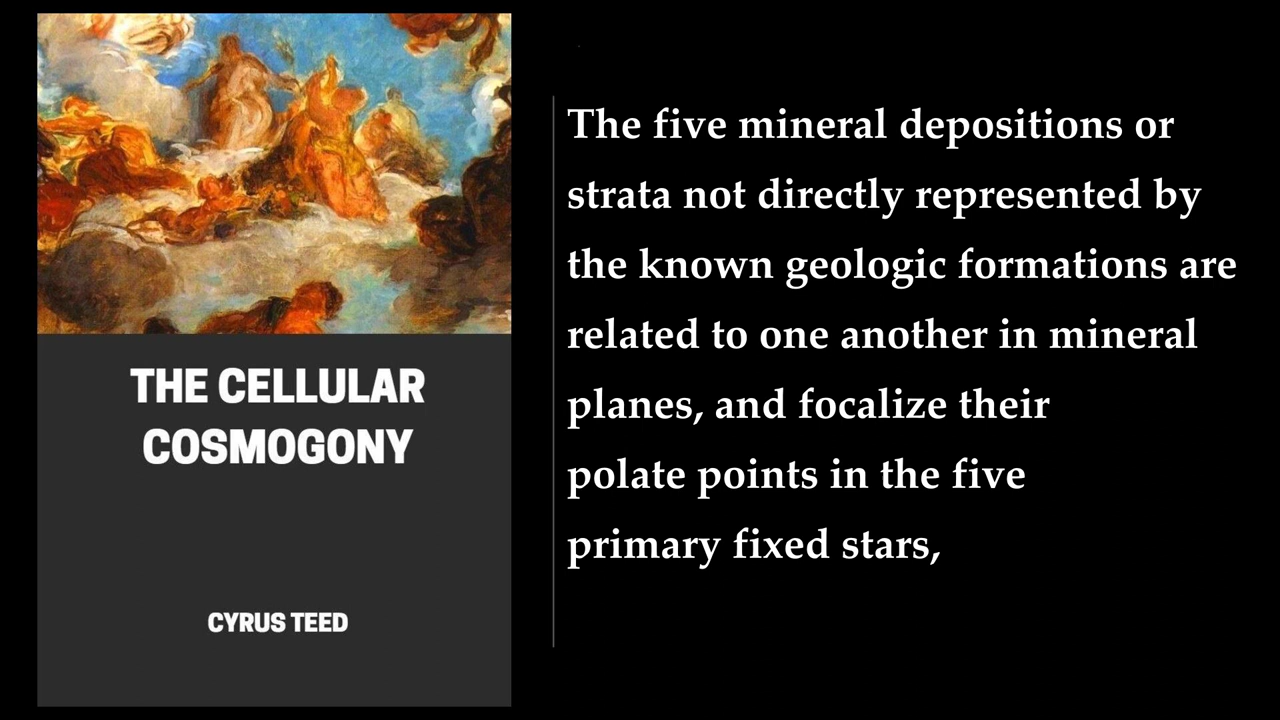 THE CELLULAR
COSMOGONY
CYRUS TEED
The five mineral depositions or
strata not directly represented by
the known geologic formations are
related to one another in mineral
planes, and focalize their
polate points in the five
primary fixed stars,